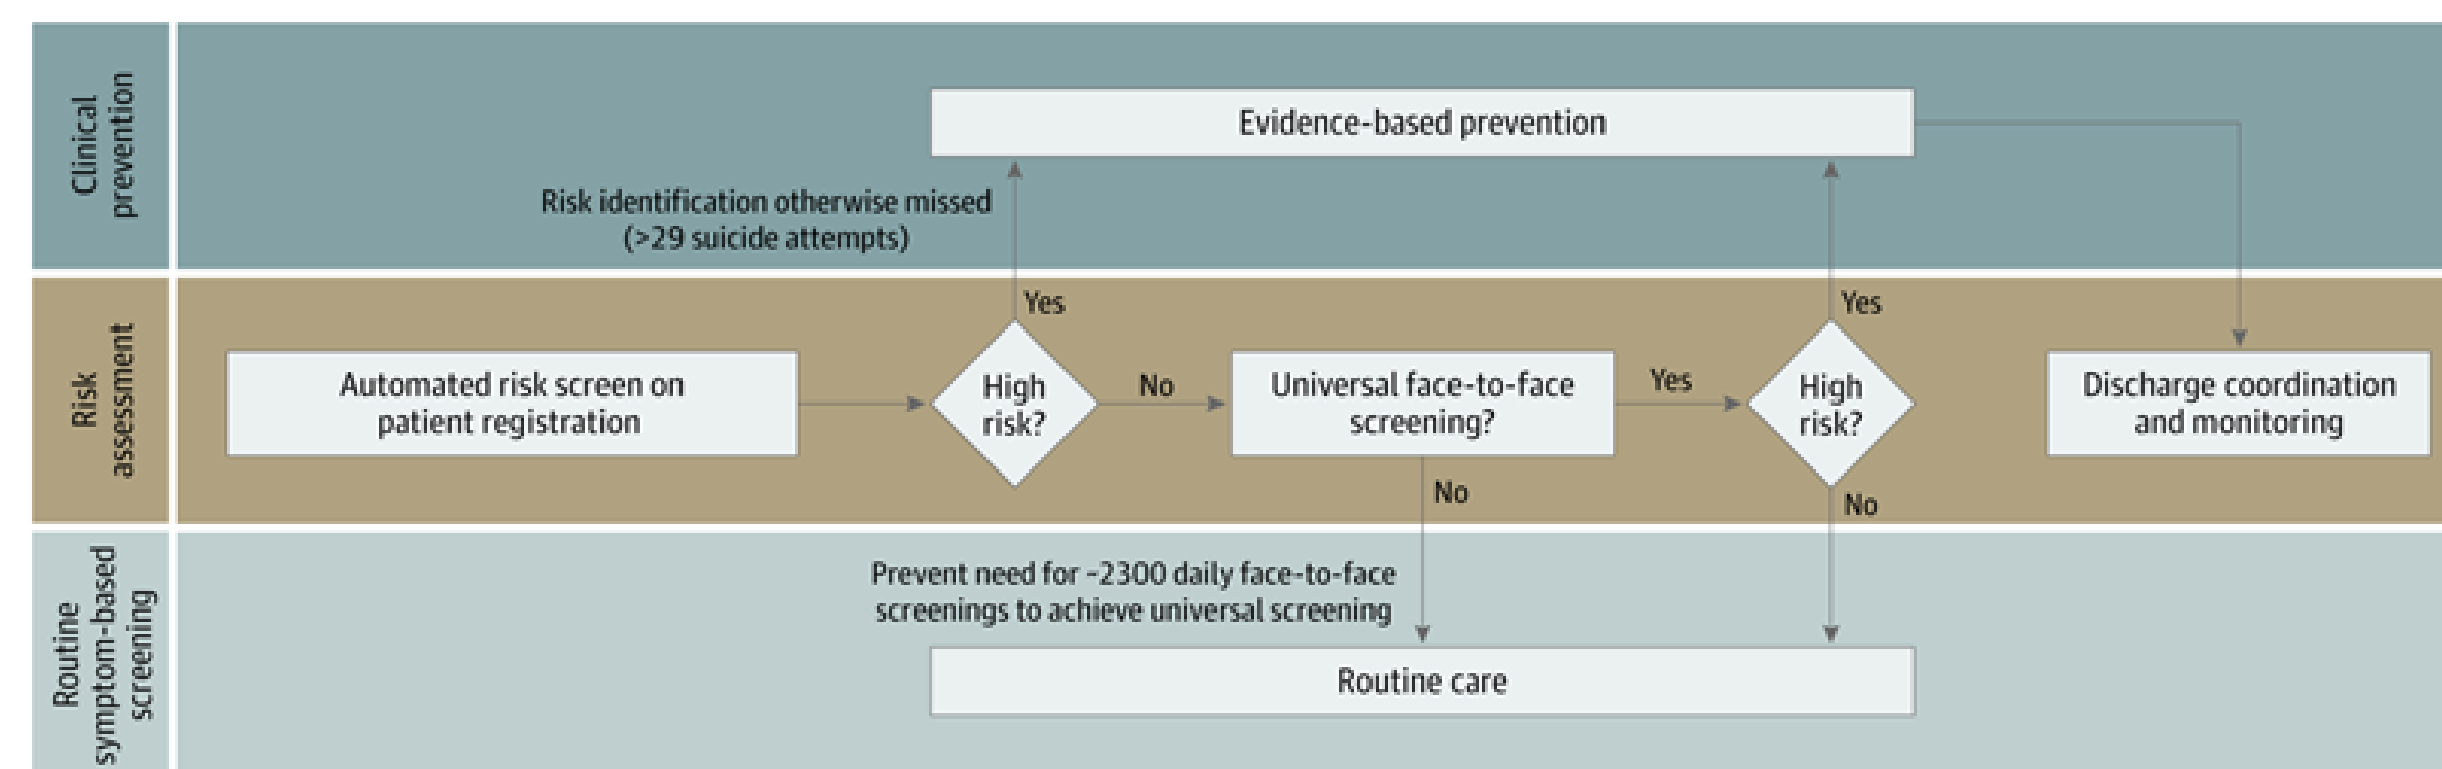 Clinical
prevention
Evidence-based prevention
Risk identification otherwise missed
(>29 suicide attempts)
Risk
assessment
Automated risk screen on
patient registration
High
risk?
Yes
No
Universal face-to-face
screening?
Yes
No
High
risk?
Yes
No
Discharge coordination
and monitoring
Routine
symptom-based
screening
Prevent need for ~2300 daily face-to-face
screenings to achieve universal screening
Routine care